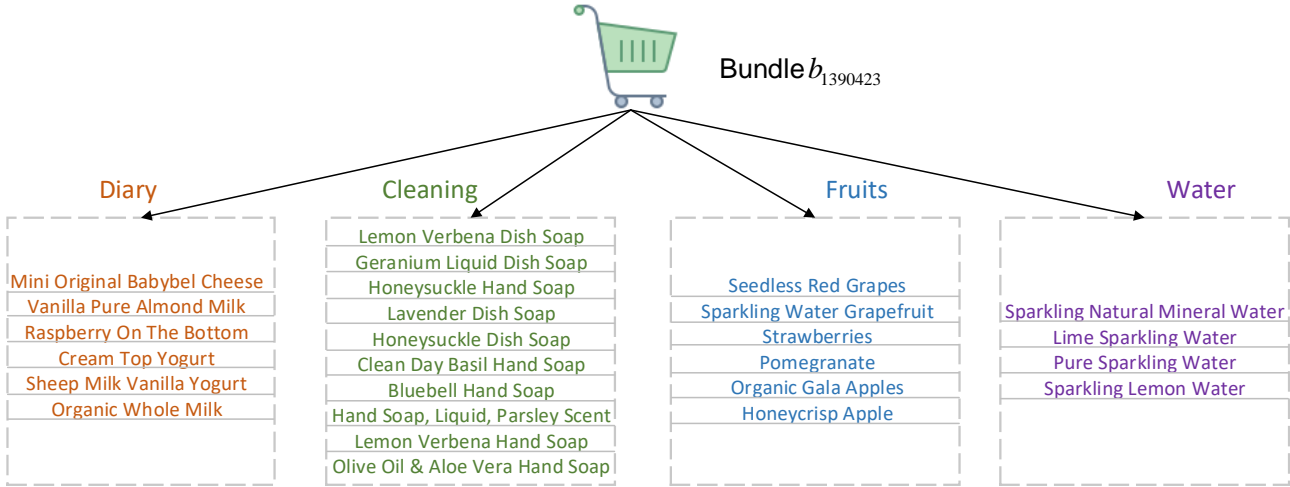 Bundle b1390423
Diary
Mini Original Babybel Cheese
Vanilla Pure Almond Milk
Raspberry On The Bottom
Cream Top Yogurt
Sheep Milk Vanilla Yogurt
Organic Whole Milk
Cleaning
Lemon Verbena Dish Soap
Geranium Liquid Dish Soap
Honeysuckle Hand Soap
Lavender Dish Soap
Honeysuckle Dish Soap
Clean Day Basil Hand Soap
Bluebell Hand Soap
Hand Soap, Liquid, Parsley Scent
Lemon Verbena Hand Soap
Olive Oil & Aloe Vera Hand Soap
Fruits
Seedless Red Grapes
Sparkling Water Grapefruit
Strawberries
Pomegranate
Organic Gala Apples
Honeycrisp Apple
Water
Sparkling Natural Mineral Water
Lime Sparkling Water
Pure Sparkling Water
Sparkling Lemon Water